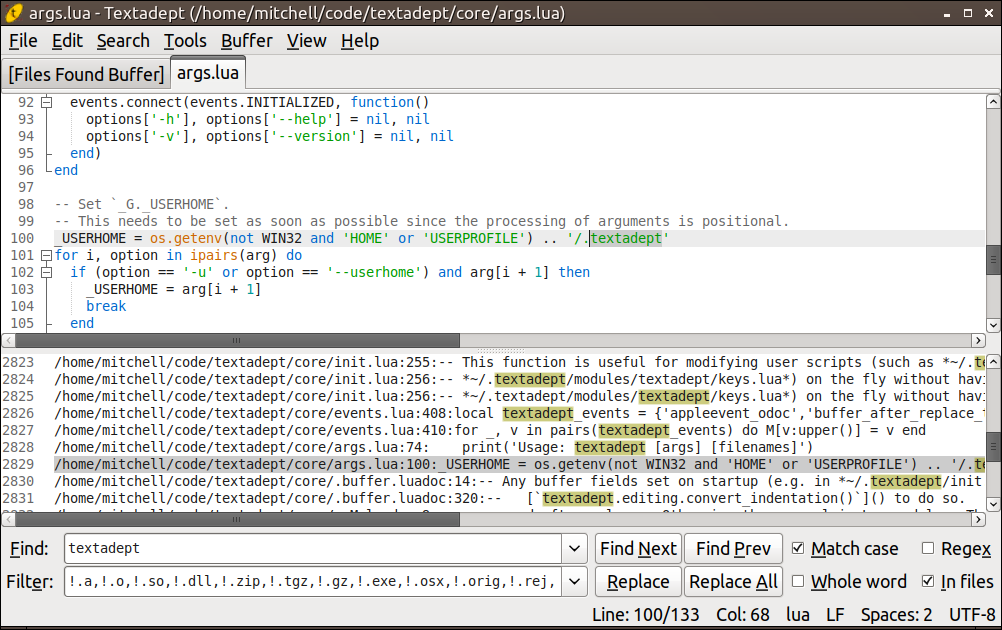 args.lua - Textadept (/home/mitchell/code/textadept/core/args.lua)
File Edit Search Tools Buffer View Help
[Files Found Buffer] args.lua
92 events.connect(events.INITIALIZED, function()
93 options['-h'], options['--help'] = nil, nil
94 options['-v'], options['--version'] = nil, nil
95 end)
96 end
97
98 -- Set `_G._USERHOME`.
99 -- This needs to be set as soon as possible since the processing of arguments is positional.
100 _USERHOME = os.getenv(not WIN32 and 'HOME' or 'USERPROFILE') .. '/.textadept'
101 for i, option in ipairs(arg) do
102 if (option == '-u' or option == '--userhome') and arg[i + 1] then
103 _USERHOME = arg[i + 1]
104 break
105 end
2823 /home/mitchell/code/textadept/core/init.lua:255:-- This function is useful for modifying user scripts (such as *~/.te
2824 /home/mitchell/code/textadept/core/init.lua:256:-- *~/.textadept/modules/textadept/keys.lua*) on the fly without havi
2825 /home/mitchell/code/textadept/core/init.lua:256:-- *~/.textadept/modules/textadept/keys.lua*) on the fly without havi
2826 /home/mitchell/code/textadept/core/events.lua:408:local textadept_events = {'appleevent_odoc','buffer_after_replace_t
2827 /home/mitchell/code/textadept/core/events.lua:410:for _, v in pairs(textadept_events) do M[v:upper()] = v end
2828 /home/mitchell/code/textadept/core/args.lua:74: print('Usage: textadept [args] [filenames]')
2829 /home/mitchell/code/textadept/core/args.lua:100:_USERHOME = os.getenv(not WIN32 and 'HOME' or 'USERPROFILE') .. '/.te
2830 /home/mitchell/code/textadept/core/.buffer.luadoc:14:-- Any buffer fields set on startup (e.g. in *~/.textadept/init
2831 /home/mitchell/code/textadept/core/.buffer.luadoc:320:-- [`textadept.editing.convert_indentation()`]() to do so.
Find: textadept Find Next Find Prev Match case Regex
Filter: !.a,!.o,!.so,!.dll,!.zip,!.tgz,!.gz,!.exe,!.osx,!.orig,!.rej, Replace Replace All Whole word In files
Line: 100/133 Col: 68 lua LF Spaces: 2 UTF-8